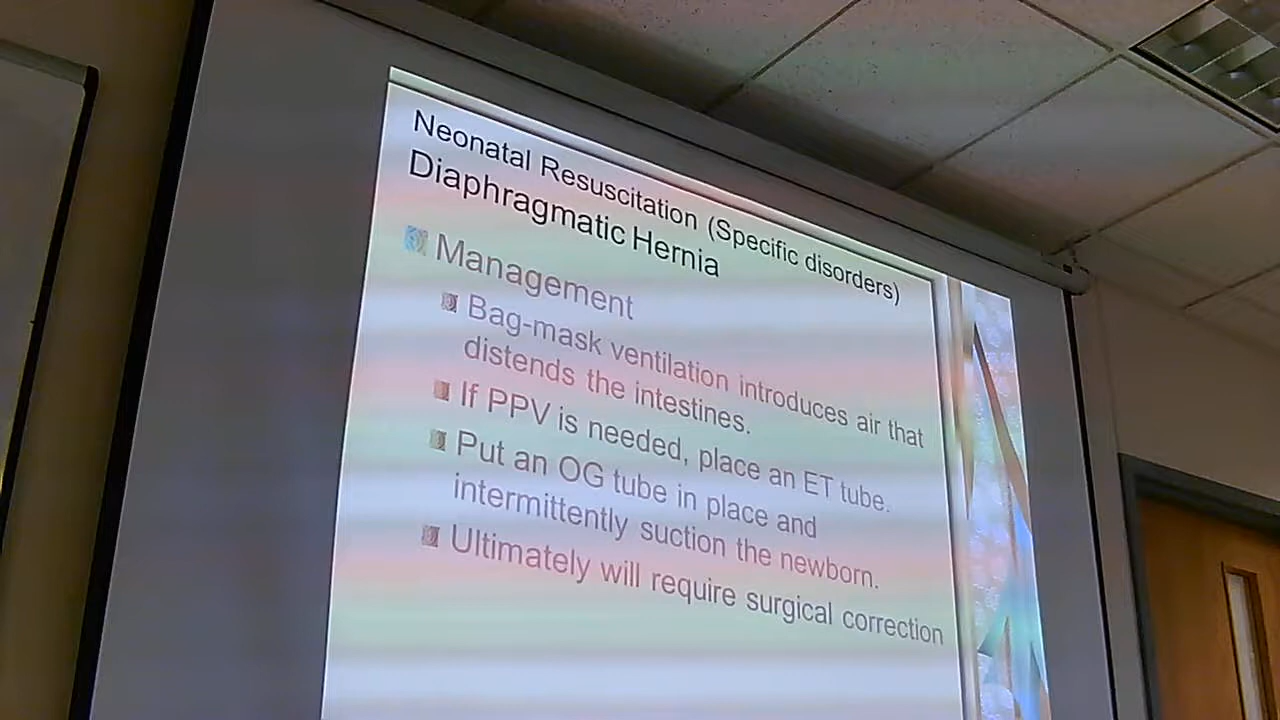 Neonatal Resuscitation (Specific disorders)
Diaphragmatic Hernia
Management
Bag-mask ventilation introduces air that
distends the intestines.
If PPV is needed, place an ET tube.
Put an OG tube in place and
intermittently suction the newborn.
Ultimately will require surgical correction